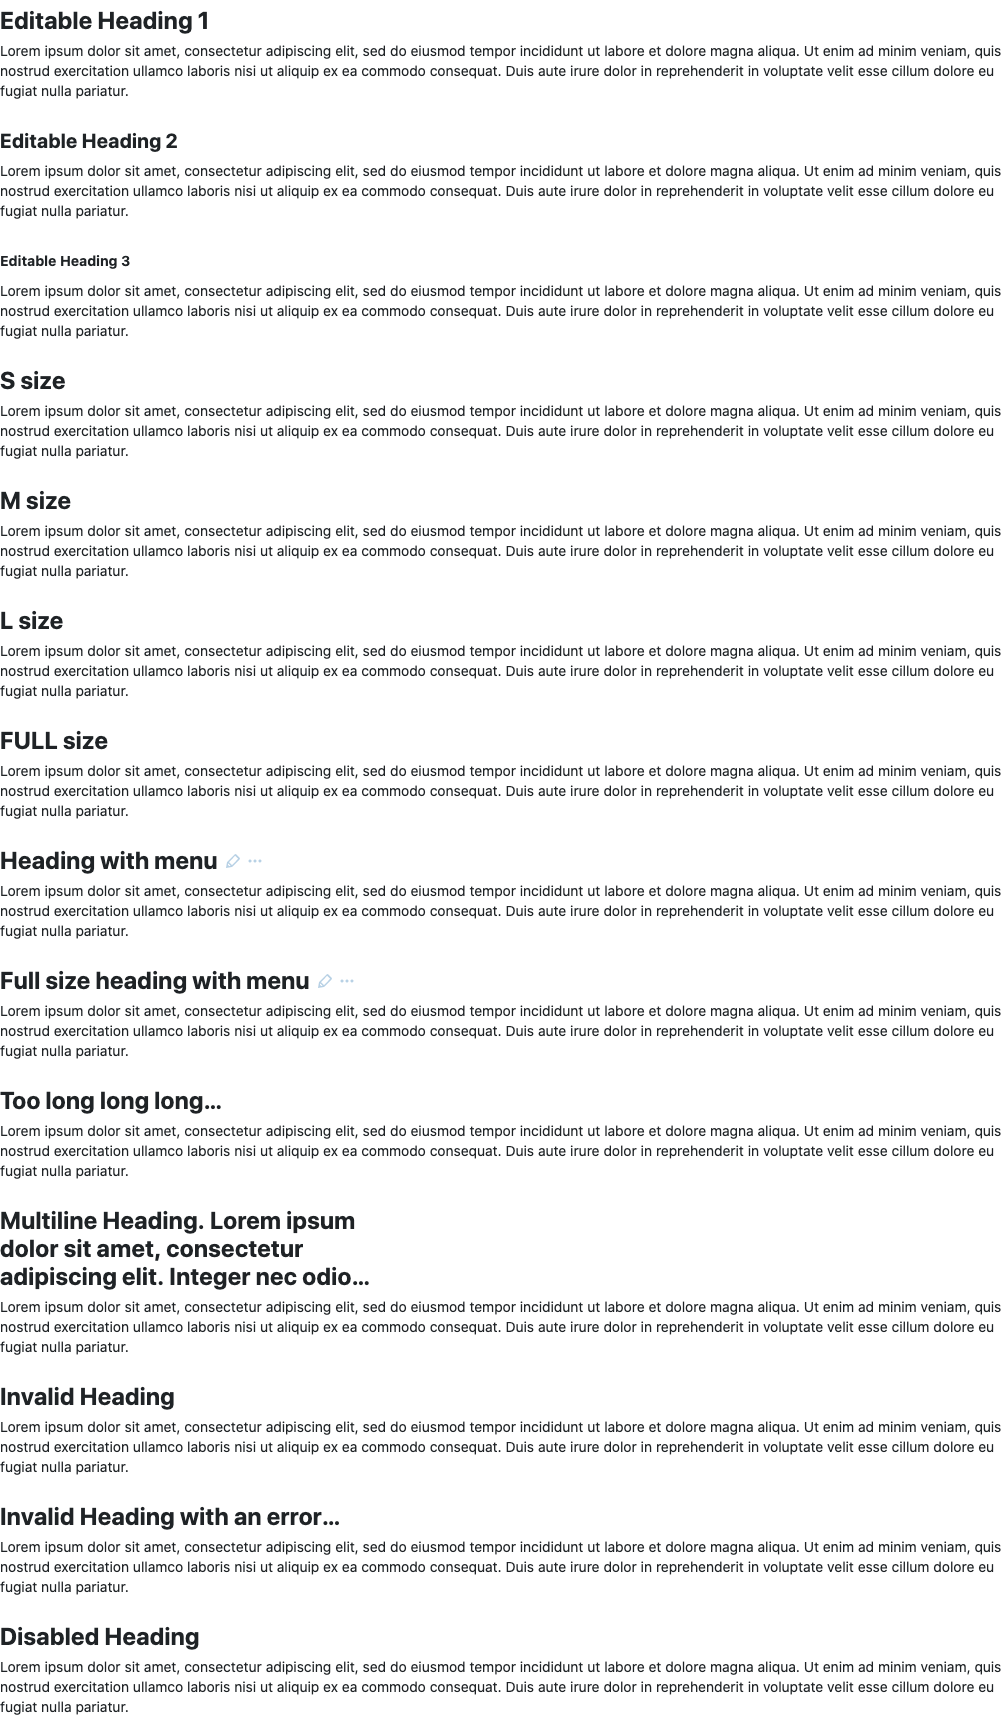 Editable Heading 1
Lorem ipsum dolor sit amet, consectetur adipiscing elit, sed do eiusmod tempor incididunt ut labore et dolore magna aliqua. Ut enim ad minim veniam, quis
nostrud exercitation ullamco laboris nisi ut aliquip ex ea commodo consequat. Duis aute irure dolor in reprehenderit in voluptate velit esse cillum dolore eu
fugiat nulla pariatur.
Editable Heading 2
Lorem ipsum dolor sit amet, consectetur adipiscing elit, sed do eiusmod tempor incididunt ut labore et dolore magna aliqua. Ut enim ad minim veniam, quis
nostrud exercitation ullamco laboris nisi ut aliquip ex ea commodo consequat. Duis aute irure dolor in reprehenderit in voluptate velit esse cillum dolore eu
fugiat nulla pariatur.
Editable Heading 3
Lorem ipsum dolor sit amet, consectetur adipiscing elit, sed do eiusmod tempor incididunt ut labore et dolore magna aliqua. Ut enim ad minim veniam, quis
nostrud exercitation ullamco laboris nisi ut aliquip ex ea commodo consequat. Duis aute irure dolor in reprehenderit in voluptate velit esse cillum dolore eu
fugiat nulla pariatur.
S size
Lorem ipsum dolor sit amet, consectetur adipiscing elit, sed do eiusmod tempor incididunt ut labore et dolore magna aliqua. Ut enim ad minim veniam, quis
nostrud exercitation ullamco laboris nisi ut aliquip ex ea commodo consequat. Duis aute irure dolor in reprehenderit in voluptate velit esse cillum dolore eu
fugiat nulla pariatur.
M size
Lorem ipsum dolor sit amet, consectetur adipiscing elit, sed do eiusmod tempor incididunt ut labore et dolore magna aliqua. Ut enim ad minim veniam, quis
nostrud exercitation ullamco laboris nisi ut aliquip ex ea commodo consequat. Duis aute irure dolor in reprehenderit in voluptate velit esse cillum dolore eu
fugiat nulla pariatur.
L size
Lorem ipsum dolor sit amet, consectetur adipiscing elit, sed do eiusmod tempor incididunt ut labore et dolore magna aliqua. Ut enim ad minim veniam, quis
nostrud exercitation ullamco laboris nisi ut aliquip ex ea commodo consequat. Duis aute irure dolor in reprehenderit in voluptate velit esse cillum dolore eu
fugiat nulla pariatur.
FULL size
Lorem ipsum dolor sit amet, consectetur adipiscing elit, sed do eiusmod tempor incididunt ut labore et dolore magna aliqua. Ut enim ad minim veniam, quis
nostrud exercitation ullamco laboris nisi ut aliquip ex ea commodo consequat. Duis aute irure dolor in reprehenderit in voluptate velit esse cillum dolore eu
fugiat nulla pariatur.
Heading with menu
Lorem ipsum dolor sit amet, consectetur adipiscing elit, sed do eiusmod tempor incididunt ut labore et dolore magna aliqua. Ut enim ad minim veniam, quis
nostrud exercitation ullamco laboris nisi ut aliquip ex ea commodo consequat. Duis aute irure dolor in reprehenderit in voluptate velit esse cillum dolore eu
fugiat nulla pariatur.
Full size heading with menu
Lorem ipsum dolor sit amet, consectetur adipiscing elit, sed do eiusmod tempor incididunt ut labore et dolore magna aliqua. Ut enim ad minim veniam, quis
nostrud exercitation ullamco laboris nisi ut aliquip ex ea commodo consequat. Duis aute irure dolor in reprehenderit in voluptate velit esse cillum dolore eu
fugiat nulla pariatur.
Too long long long…
Lorem ipsum dolor sit amet, consectetur adipiscing elit, sed do eiusmod tempor incididunt ut labore et dolore magna aliqua. Ut enim ad minim veniam, quis
nostrud exercitation ullamco laboris nisi ut aliquip ex ea commodo consequat. Duis aute irure dolor in reprehenderit in voluptate velit esse cillum dolore eu
fugiat nulla pariatur.
Multiline Heading. Lorem ipsum
dolor sit amet, consectetur
adipiscing elit. Integer nec odio…
Lorem ipsum dolor sit amet, consectetur adipiscing elit, sed do eiusmod tempor incididunt ut labore et dolore magna aliqua. Ut enim ad minim veniam, quis
nostrud exercitation ullamco laboris nisi ut aliquip ex ea commodo consequat. Duis aute irure dolor in reprehenderit in voluptate velit esse cillum dolore eu
fugiat nulla pariatur.
Invalid Heading
Lorem ipsum dolor sit amet, consectetur adipiscing elit, sed do eiusmod tempor incididunt ut labore et dolore magna aliqua. Ut enim ad minim veniam, quis
nostrud exercitation ullamco laboris nisi ut aliquip ex ea commodo consequat. Duis aute irure dolor in reprehenderit in voluptate velit esse cillum dolore eu
fugiat nulla pariatur.
Invalid Heading with an error…
Lorem ipsum dolor sit amet, consectetur adipiscing elit, sed do eiusmod tempor incididunt ut labore et dolore magna aliqua. Ut enim ad minim veniam, quis
nostrud exercitation ullamco laboris nisi ut aliquip ex ea commodo consequat. Duis aute irure dolor in reprehenderit in voluptate velit esse cillum dolore eu
fugiat nulla pariatur.
Disabled Heading
Lorem ipsum dolor sit amet, consectetur adipiscing elit, sed do eiusmod tempor incididunt ut labore et dolore magna aliqua. Ut enim ad minim veniam, quis
nostrud exercitation ullamco laboris nisi ut aliquip ex ea commodo consequat. Duis aute irure dolor in reprehenderit in voluptate velit esse cillum dolore eu
fugiat nulla pariatur.